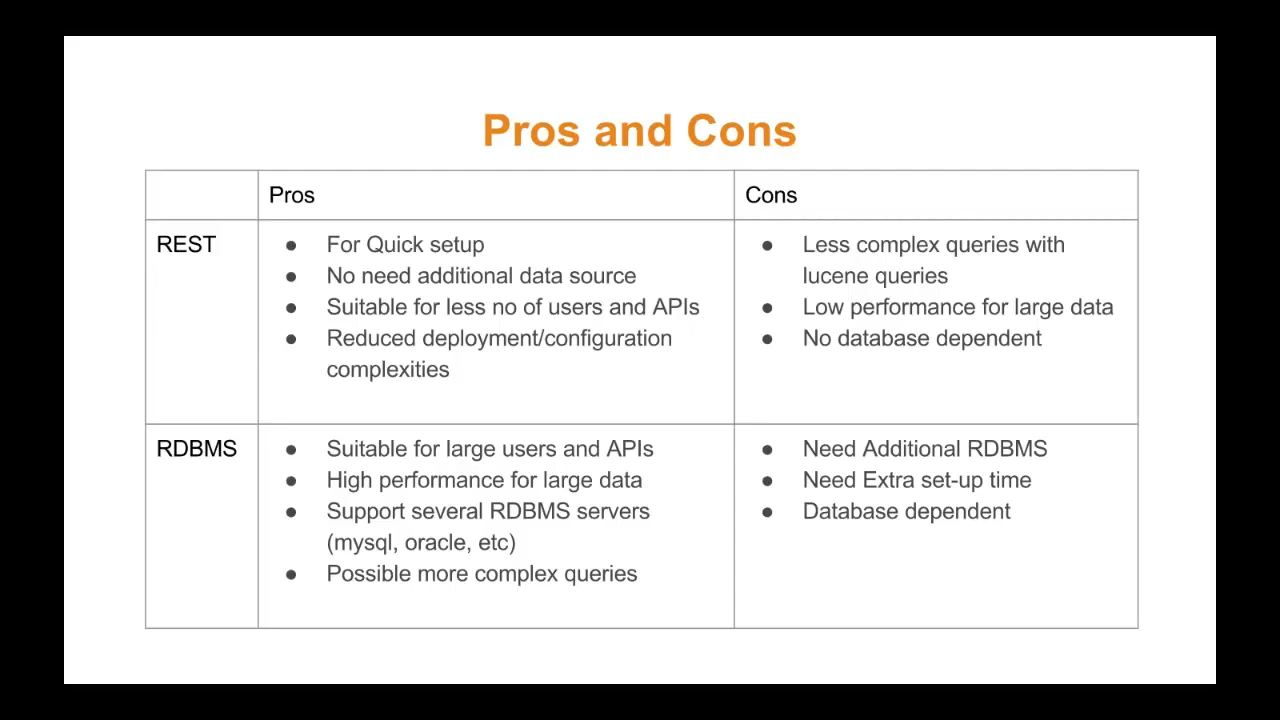 Pros and Cons
Pros
Cons
REST
● For Quick setup
● No need additional data source
● Suitable for less no of users and APIs
● Reduced deployment/configuration
complexities
● Less complex queries with
lucene queries
● Low performance for large data
● No database dependent
RDBMS
● Suitable for large users and APIs
● High performance for large data
● Support several RDBMS servers
(mysql, oracle, etc)
● Possible more complex queries
● Need Additional RDBMS
● Need Extra set-up time
● Database dependent